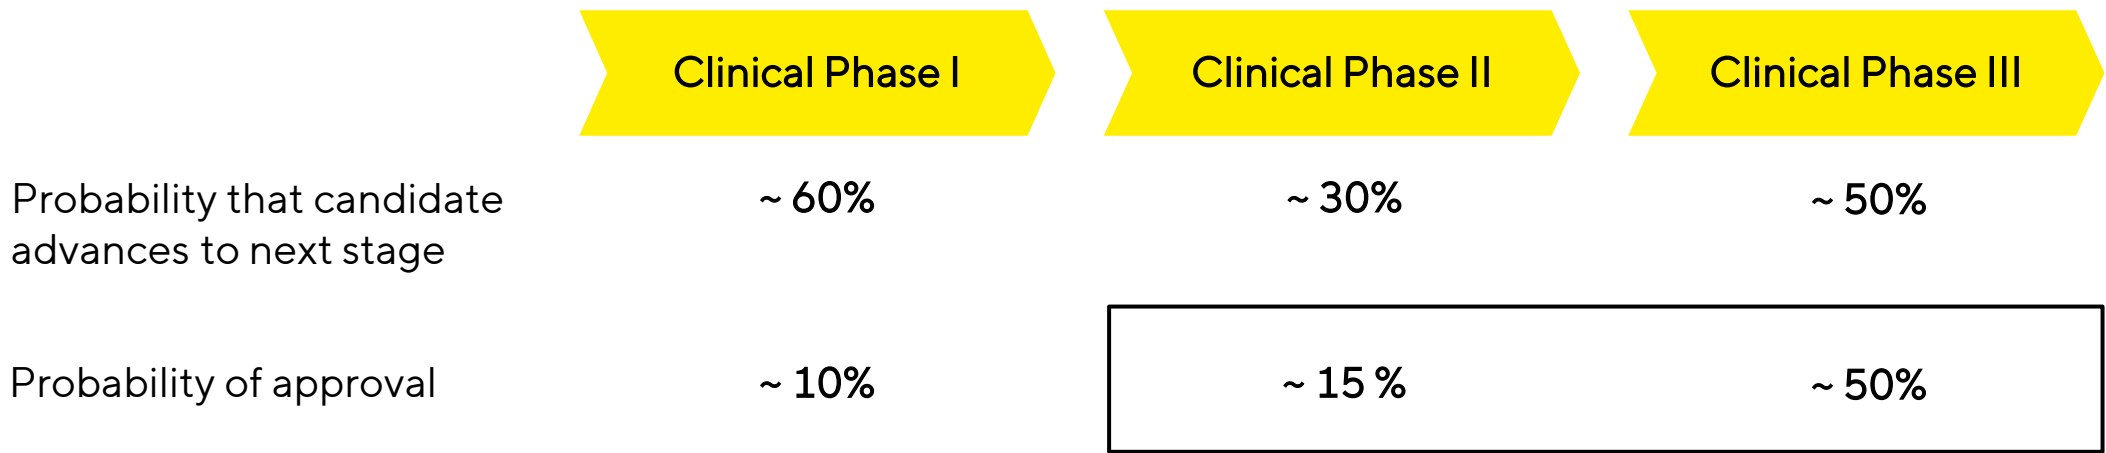 Clinical Phase I
Clinical Phase II
Clinical Phase III
Probability that candidate
advances to next stage
~ 60%
~ 30%
~ 50%
Probability of approval
~ 10%
~ 15 %
~ 50%